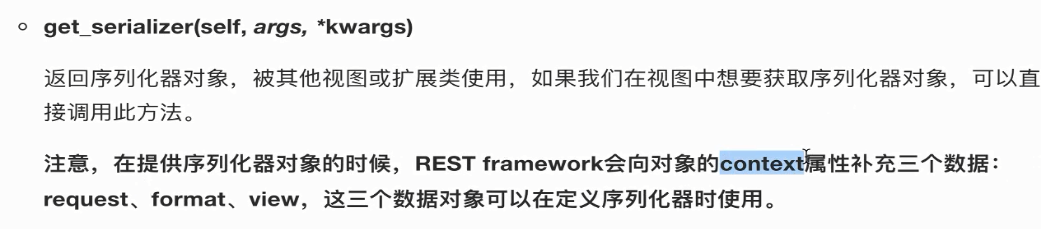 get_serializer(self, args, *kwargs)
返回序列化器对象，被其他视图或扩展类使用，如果我们在视图中想要获取序列化器对象，可以直
接调用此方法。
注意，在提供序列化器对象的时候，REST framework会向对象的context属性补充三个数据：
request、format、view，这三个数据对象可以在定义序列化器时使用。